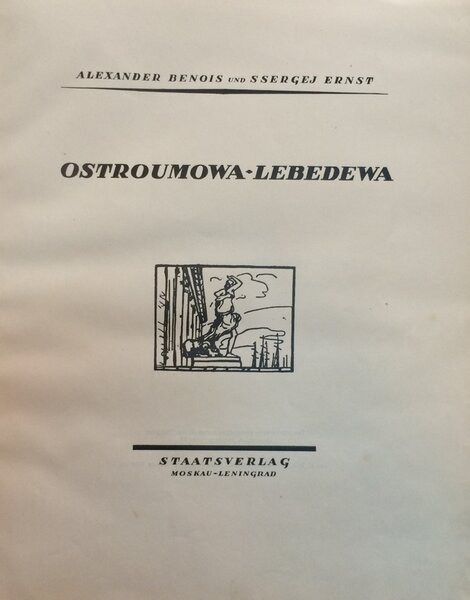 ALEXANDER BENOIS UND SSERGEJ ERNST
OSTROUMOWA-LEBEDEWA
STAATSVERLAG
MOSKAU-LENINGRAD